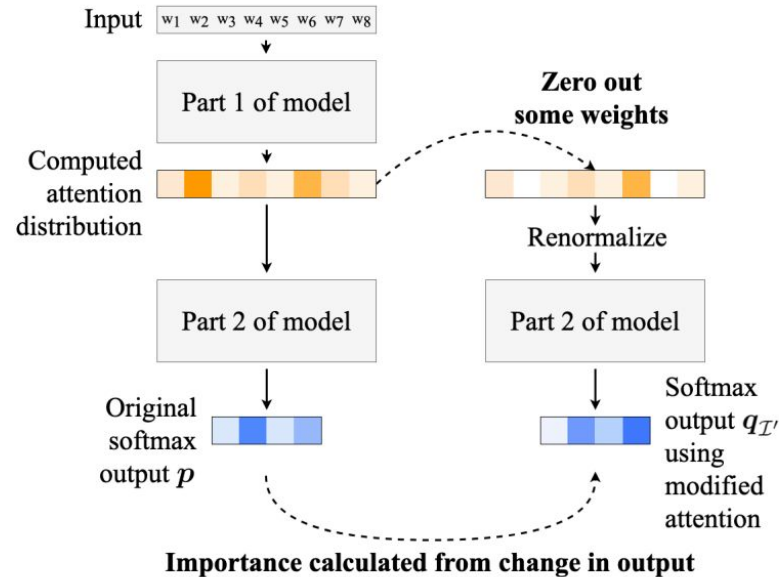 Input w₁ w₂ w₃ w₄ w₅ w₆ w₇ w₈
Part 1 of model
Zero out
some weights
Computed
attention
distribution
Renormalize
Part 2 of model
Part 2 of model
Original
softmax
output p
Softmax
output q_I′
using
modified
attention
Importance calculated from change in output